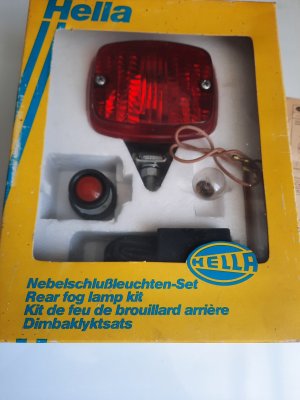 Hella
HELLA
Nebelschlußleuchten-Set
Rear fog lamp kit
Kit de feu de brouillard arrière
Dimbaklyktsats